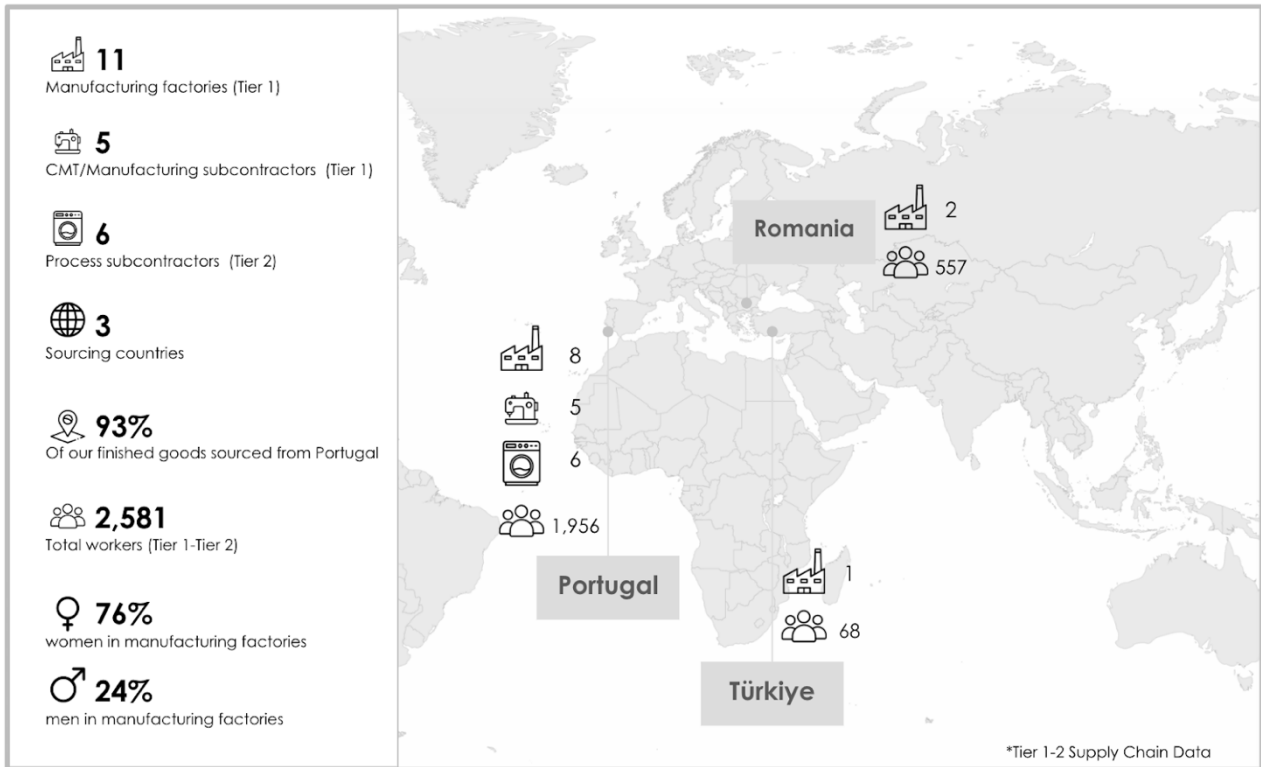 11
Manufacturing factories (Tier 1)
5
CMT/Manufacturing subcontractors (Tier 1)
6
Process subcontractors (Tier 2)
3
Sourcing countries
93%
Of our finished goods sourced from Portugal
2,581
Total workers (Tier 1-Tier 2)
76%
women in manufacturing factories
24%
men in manufacturing factories
Romania
2
557
8
5
6
1,956
Portugal
1
68
Türkiye
*Tier 1-2 Supply Chain Data